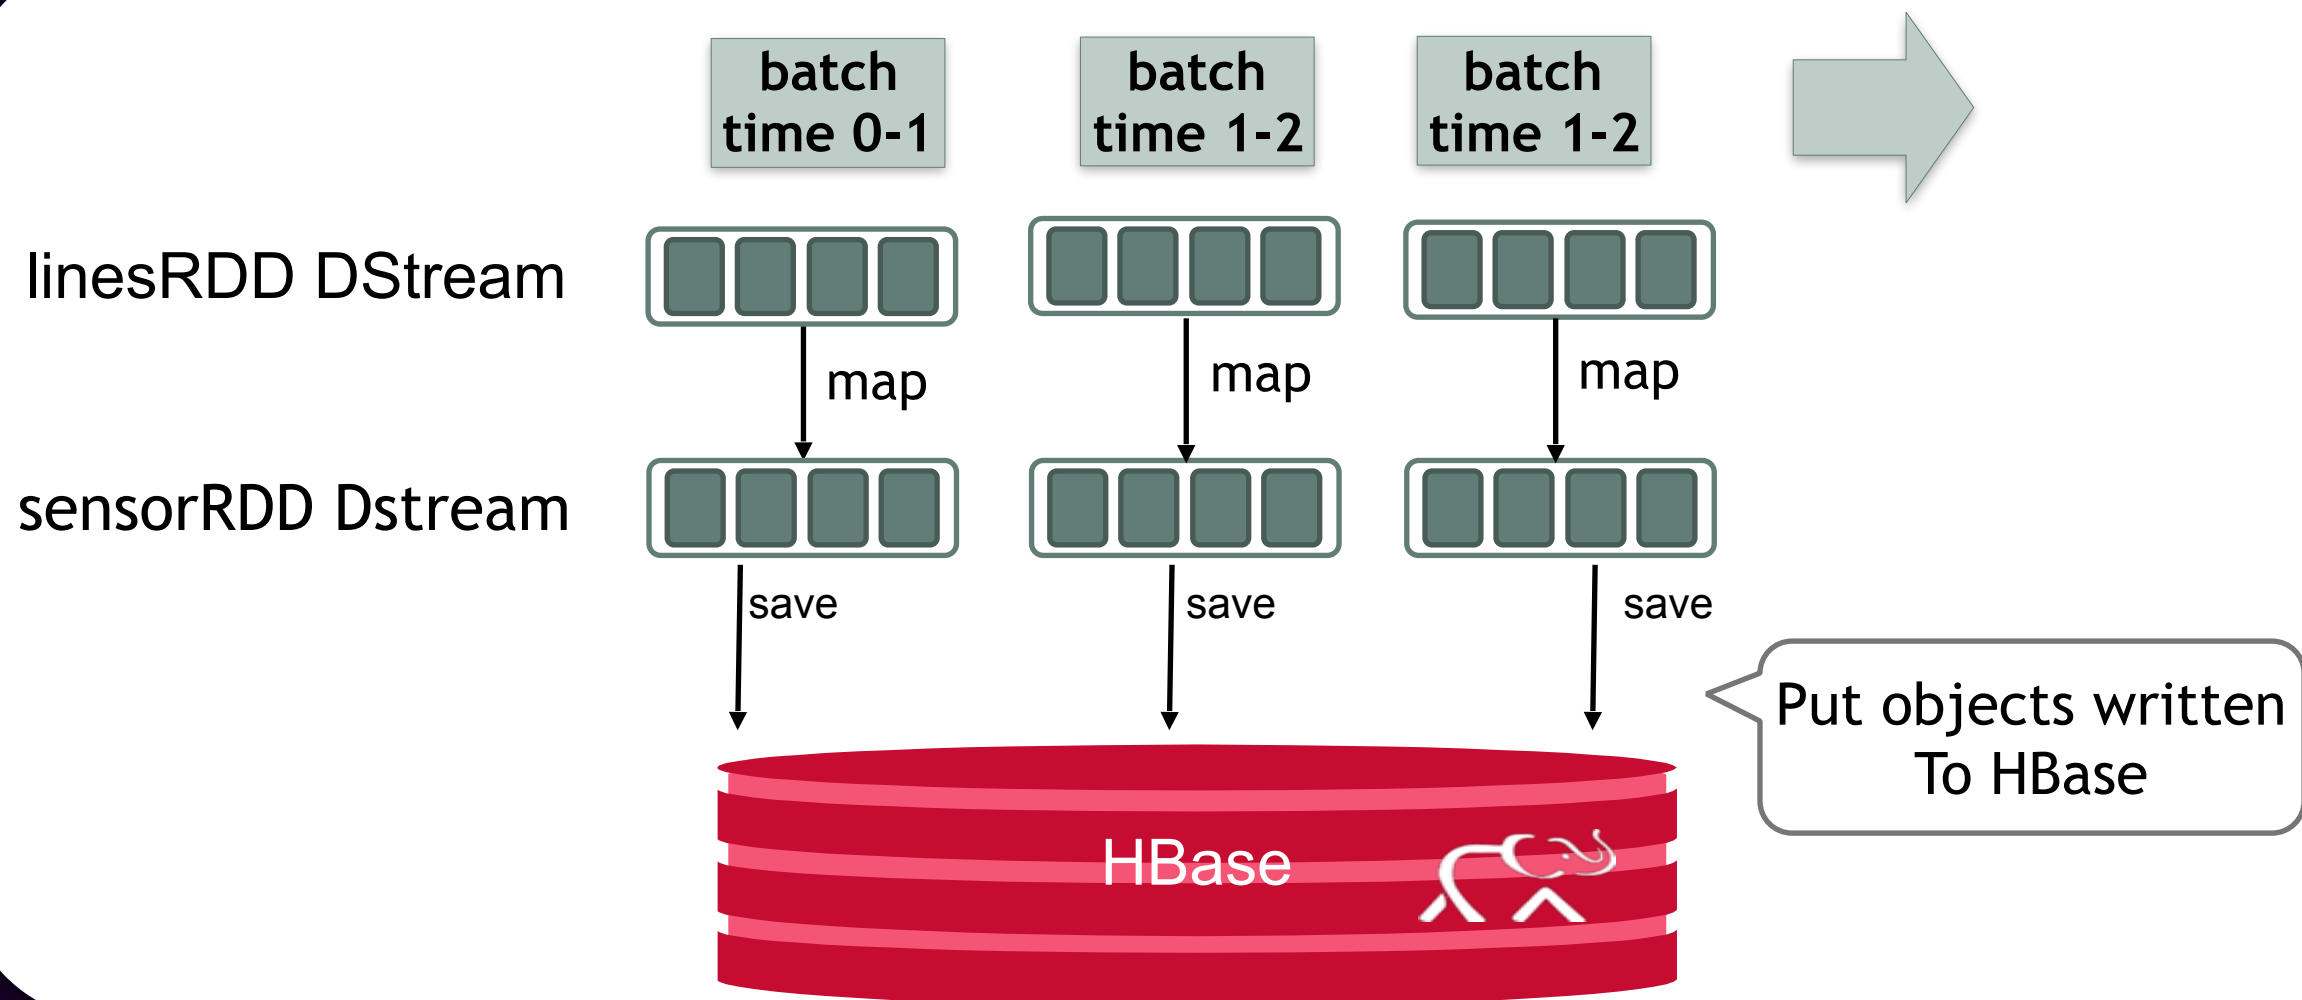 batch
time 0-1
batch
time 1-2
batch
time 1-2
linesRDD DStream
map
map
map
sensorRDD Dstream
save
save
save
Put objects written
To HBase
HBase